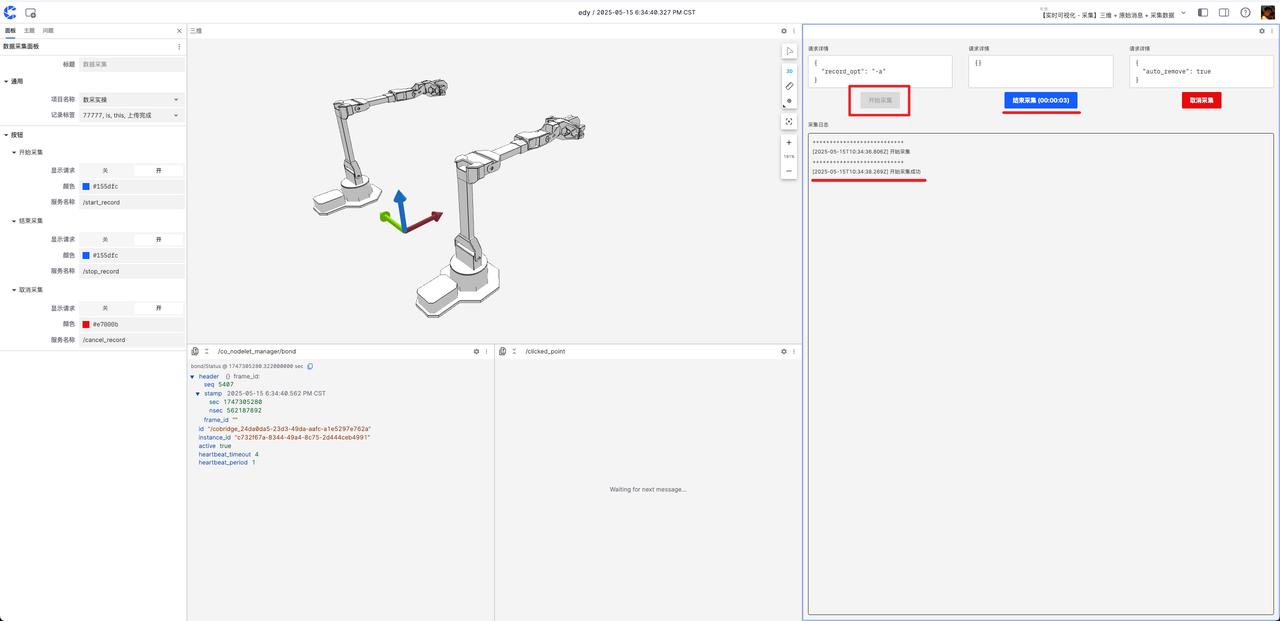 edy / 2025-05-15 6:34:40.327 PM CST
【实时可视化 - 采集】三维 + 原始消息 + 采集数据
面板 主题 问题
数据采集面板
标题 数据采集
通用
项目名称 数采实操
记录标签 77777, is, this, 上传完成
按钮
开始采集
显示请求 关 开
颜色 #155dfc
服务名称 /start_record
结束采集
显示请求 关 开
颜色 #155dfc
服务名称 /stop_record
取消采集
显示请求 关 开
颜色 #e7000b
服务名称 /cancel_record
三维
3D
161%
/co_nodelet_manager/bond
bond/Status @ 1747305280.322000000 sec
header {} frame_id:
seq 5407
stamp 2025-05-15 6:34:40.562 PM CST
sec 1747305280
nsec 562187892
frame_id ""
id "/cobridge_24da0da5-23d3-49da-aafc-a1e5297e762a"
instance_id "c732f67a-8344-49a4-8c75-2d444ceb4991"
active true
heartbeat_timeout 4
heartbeat_period 1
/clicked_point
Waiting for next message...
请求详情
{
"record_opt": "-a"
}
开始采集
请求详情
{}
结束采集 (00:00:03)
请求详情
{
"auto_remove": true
}
取消采集
采集日志
++++++++++++++++++++++++++
[2025-05-15T10:34:36.806Z] 开始采集
++++++++++++++++++++++++++
[2025-05-15T10:34:38.269Z] 开始采集成功